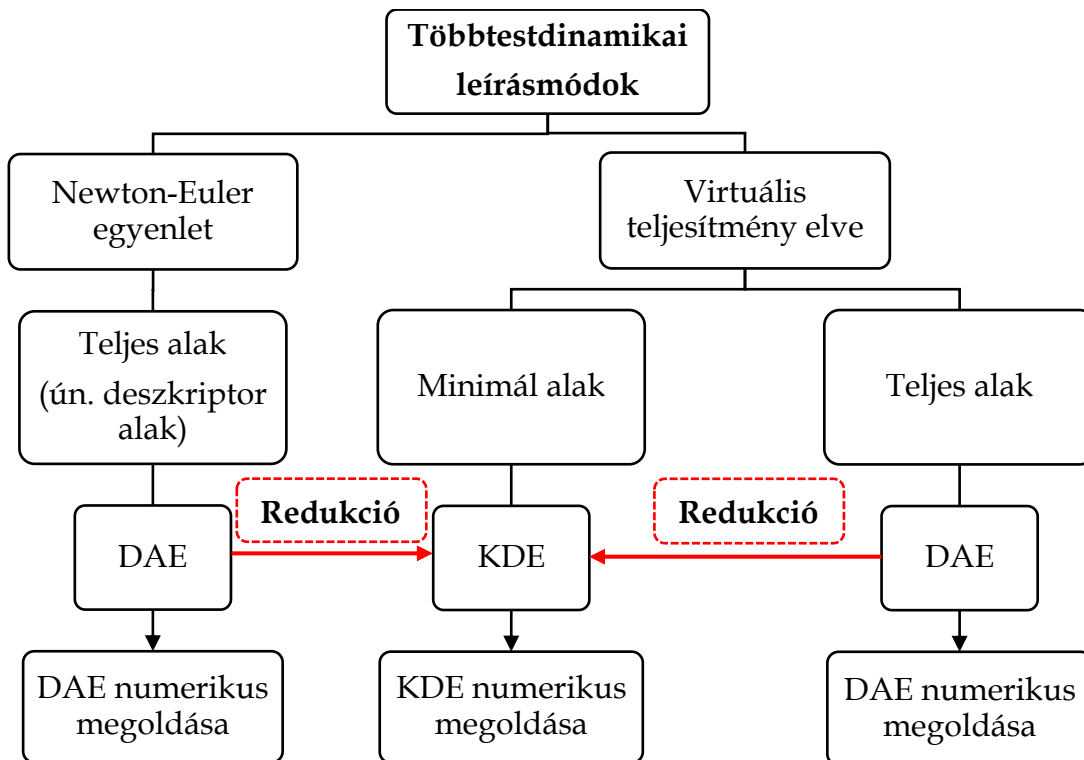 Többtestdinamikai
leírásmódok
Newton-Euler
egyenlet
Virtuális
teljesítmény elve
Teljes alak
(ún. deszkriptor
alak)
Minimál alak
Teljes alak
Redukció
Redukció
DAE
KDE
DAE
DAE numerikus
megoldása
KDE numerikus
megoldása
DAE numerikus
megoldása